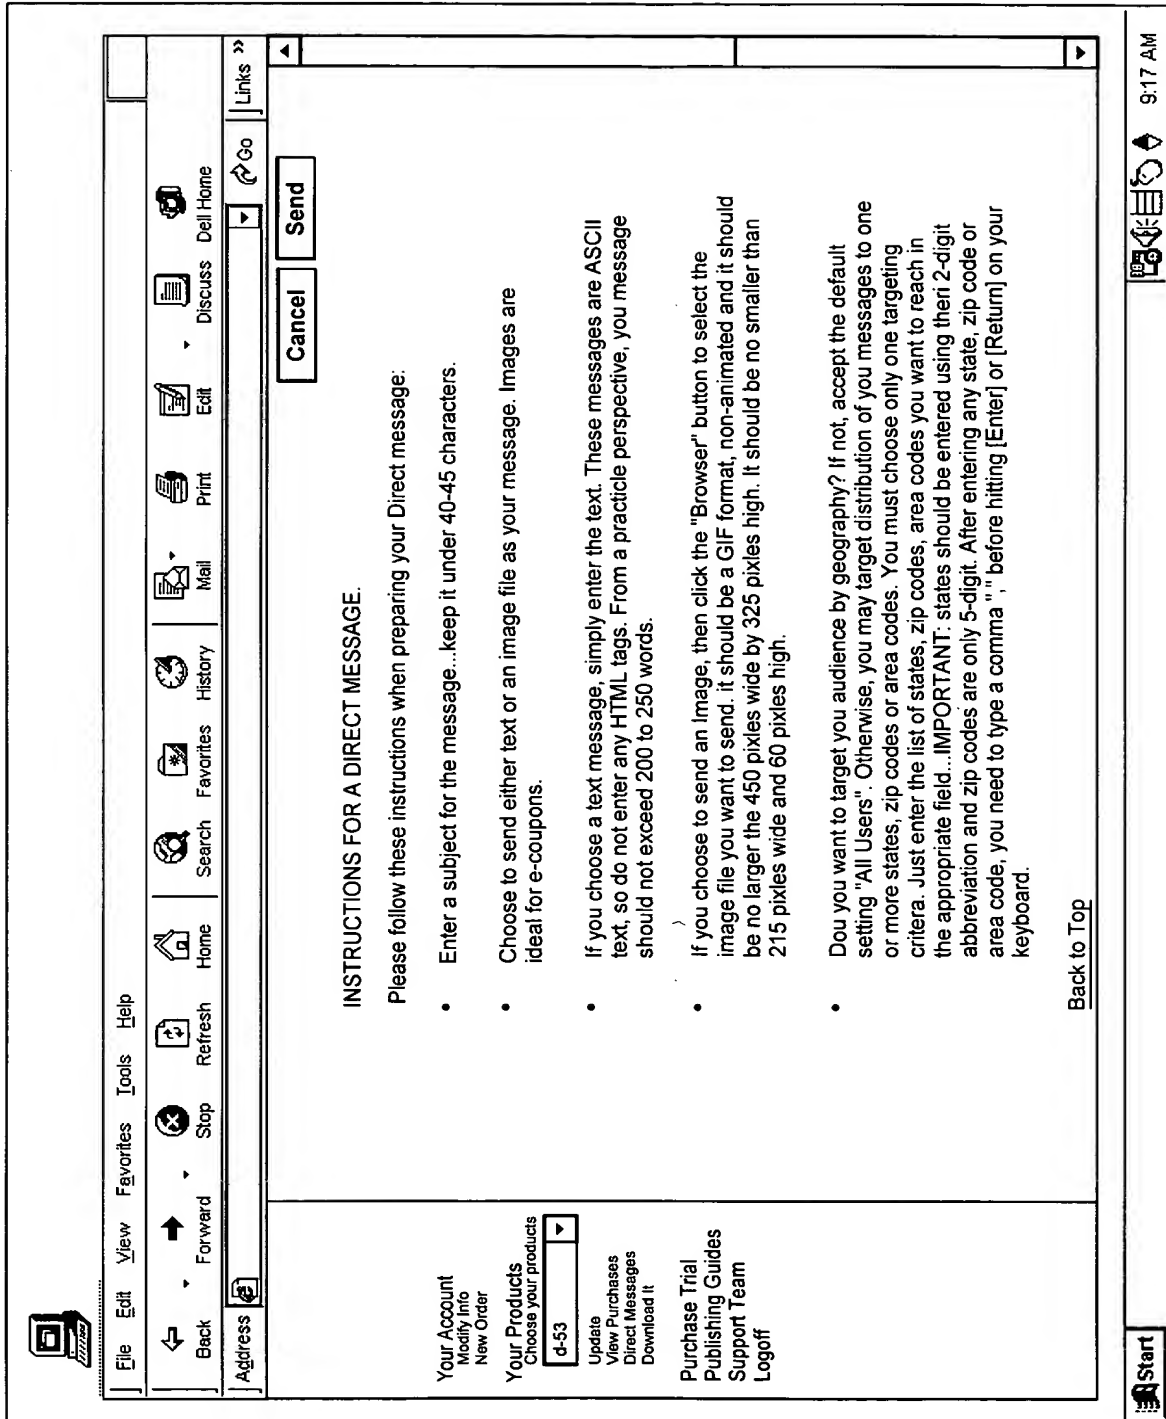 File Edit View Favorites Tools Help
Back Forward Stop Refresh Home Search Favorites History Mail Print Edit Discuss Dell Home
Address Go Links »
Your Account
Modify Info
New Order
Your Products
Choose your products
d-53
Update
View Purchases
Direct Messages
Download It
Purchase Trial
Publishing Guides
Support Team
Logoff
Cancel Send
INSTRUCTIONS FOR A DIRECT MESSAGE.
Please follow these instructions when preparing your Direct message:
• Enter a subject for the message...keep it under 40-45 characters.
• Choose to send either text or an image file as your message. Images are
ideal for e-coupons.
• If you choose a text message, simply enter the text. These messages are ASCII
text, so do not enter any HTML tags. From a practicle perspective, you message
should not exceed 200 to 250 words.
• If you choose to send an Image, then click the "Browser" button to select the
image file you want to send. it should be a GIF format, non-animated and it should
be no larger the 450 pixles wide by 325 pixles high. It should be no smaller than
215 pixles wide and 60 pixles high.
• Dou you want to target you audience by geography? If not, accept the default
setting "All Users". Otherwise, you may target distribution of you messages to one
or more states, zip codes or area codes. You must choose only one targeting
criteria. Just enter the list of states, zip codes, area codes you want to reach in
the appropriate field...IMPORTANT: states should be entered using theri 2-digit
abbreviation and zip codes are only 5-digit. After entering any state, zip code or
area code, you need to type a comma "," before hitting [Enter] or [Return] on your
keyboard.
Back to Top
Start 9:17 AM